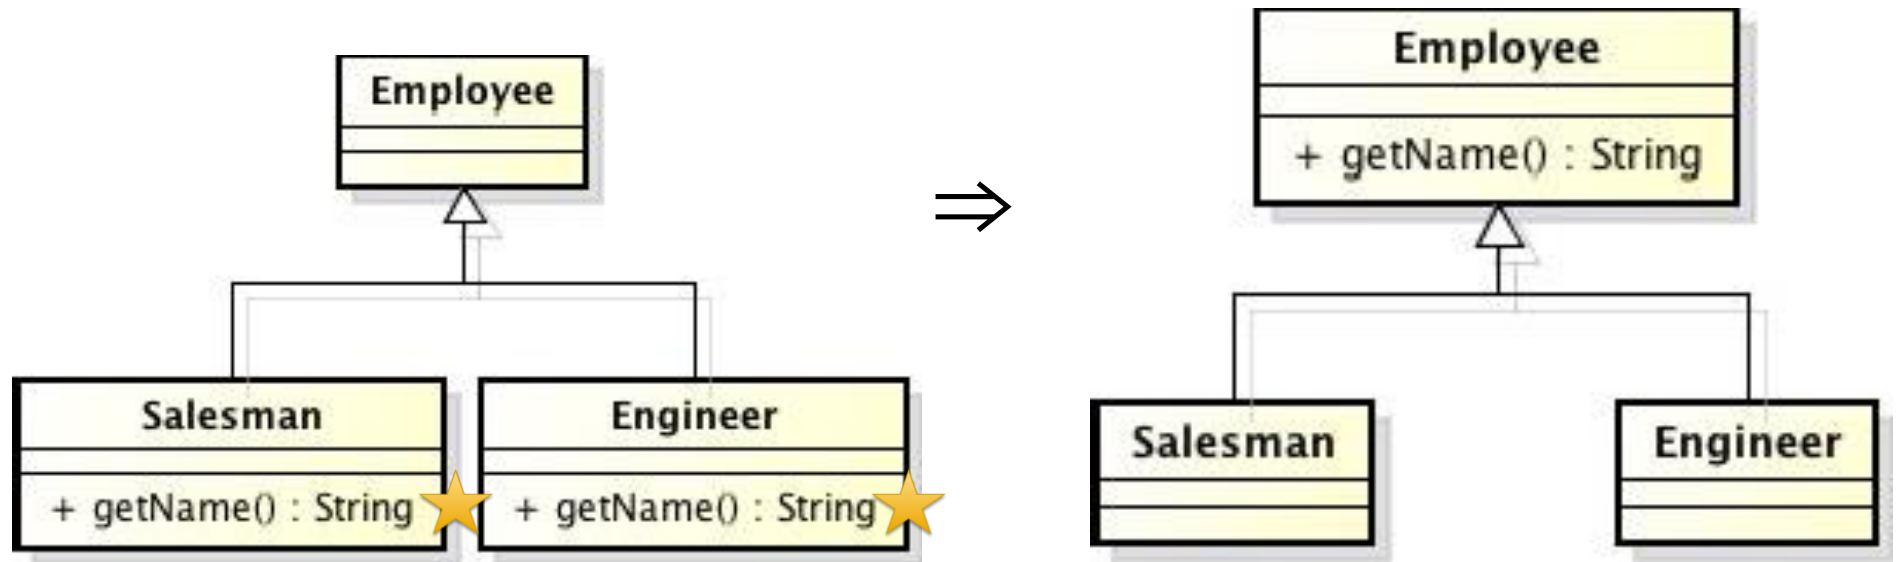 Employee
Salesman
+ getName() : String
Engineer
+ getName() : String
⇒
Employee
+ getName() : String
Salesman
Engineer